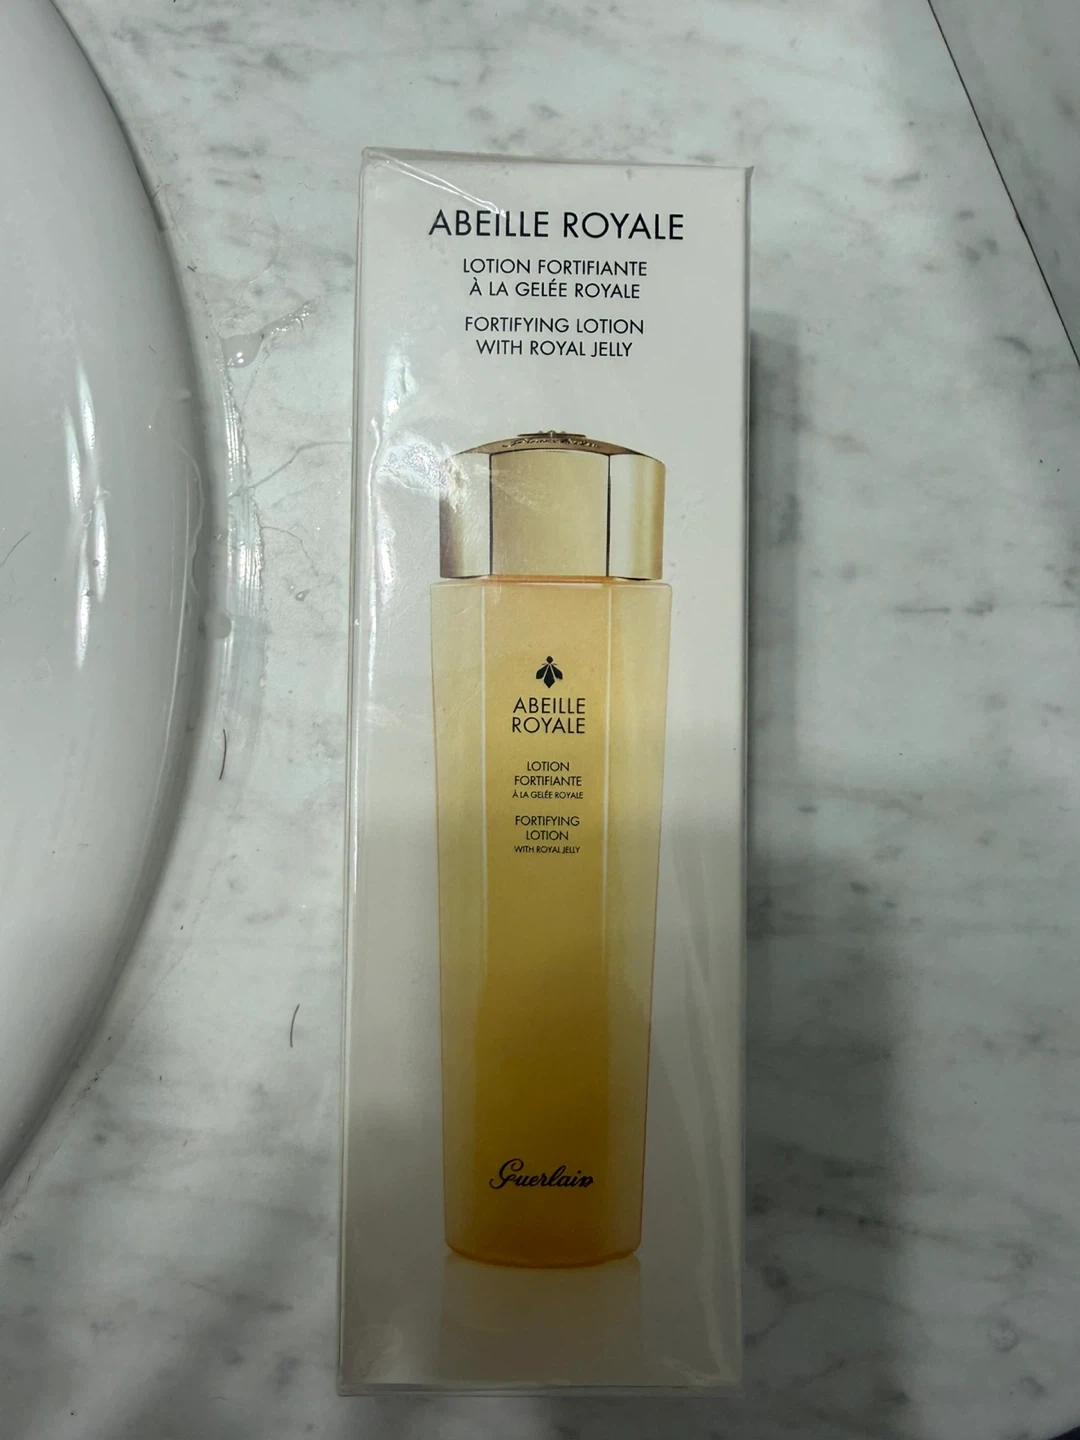 ABEILLE ROYALE
LOTION FORTIFIANTE
À LA GELÉE ROYALE
FORTIFYING LOTION
WITH ROYAL JELLY
ABEILLE
ROYALE
LOTION
FORTIFIANTE
À LA GELÉE ROYALE
FORTIFYING
LOTION
WITH ROYAL JELLY
Guerlain